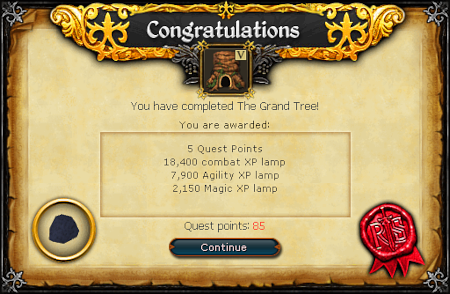 Congratulations
V
You have completed The Grand Tree!
You are awarded:
5 Quest Points
18,400 combat XP lamp
7,900 Agility XP lamp
2,150 Magic XP lamp
Quest points: 85
Continue
RS